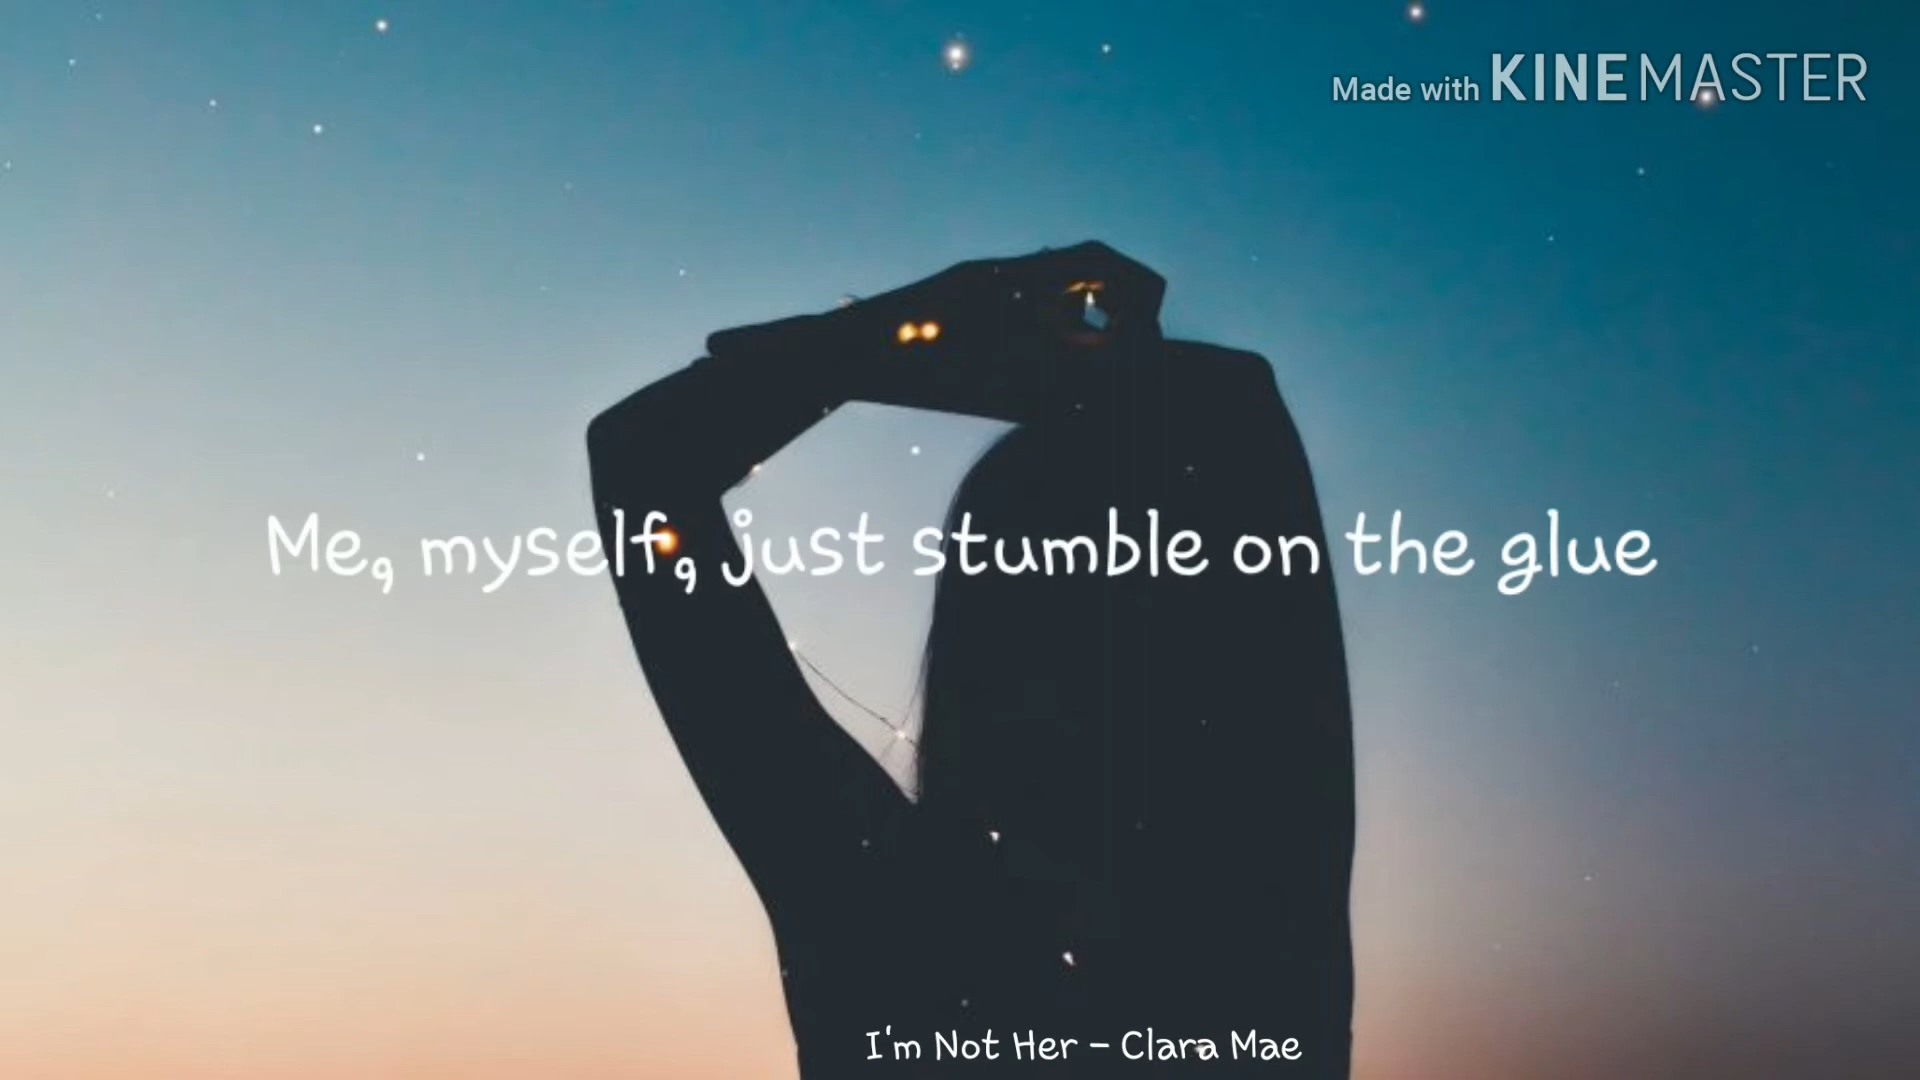 Made with KINEMASTER
Me, myself, just stumble on the glue
I'm Not Her - Clara Mae